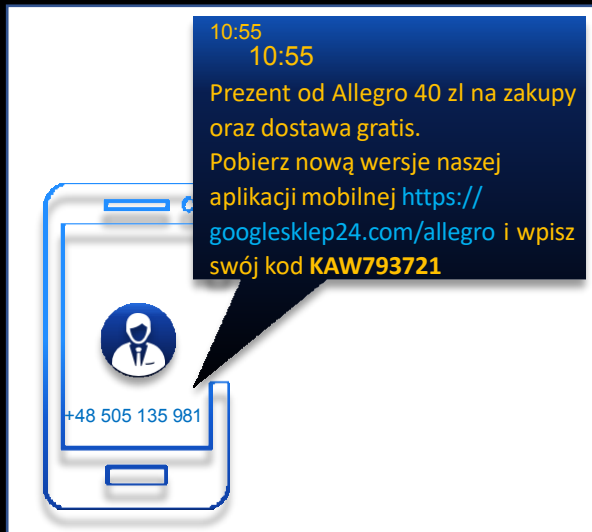 10:55
10:55
Prezent od Allegro 40 zl na zakupy
oraz dostawa gratis.
Pobierz nową wersje naszej
aplikacji mobilnej https://
googlesklep24.com/allegro i wpisz
swój kod KAW793721
+48 505 135 981